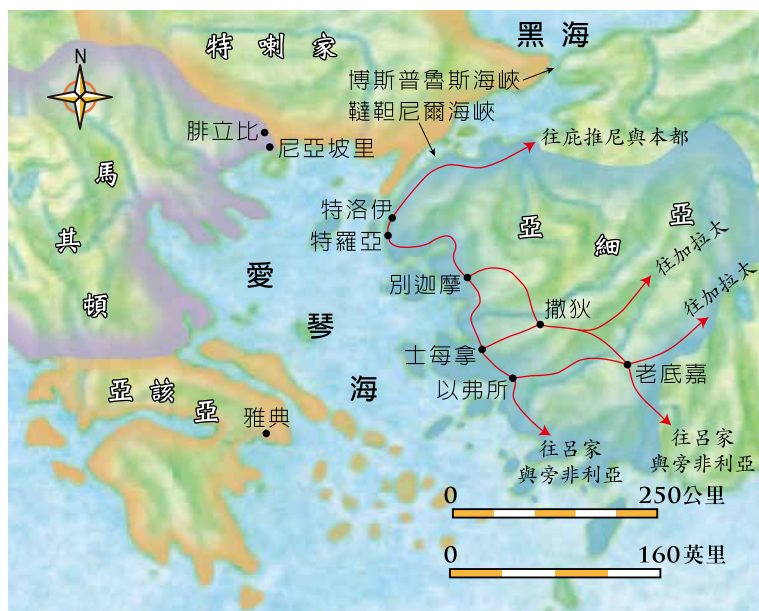 黑海
特喇家
N
博斯普魯斯海峽
韃靼尼爾海峽
腓立比
尼亞坡里
往庇推尼與本都
馬其頓
特洛伊
特羅亞
亞細亞
愛琴海
別迦摩
往加拉太
往加拉太
撒狄
士每拿
老底嘉
以弗所
亞該亞
雅典
往呂家
與旁非利亞
往呂家
與旁非利亞
0 250公里
0 160英里